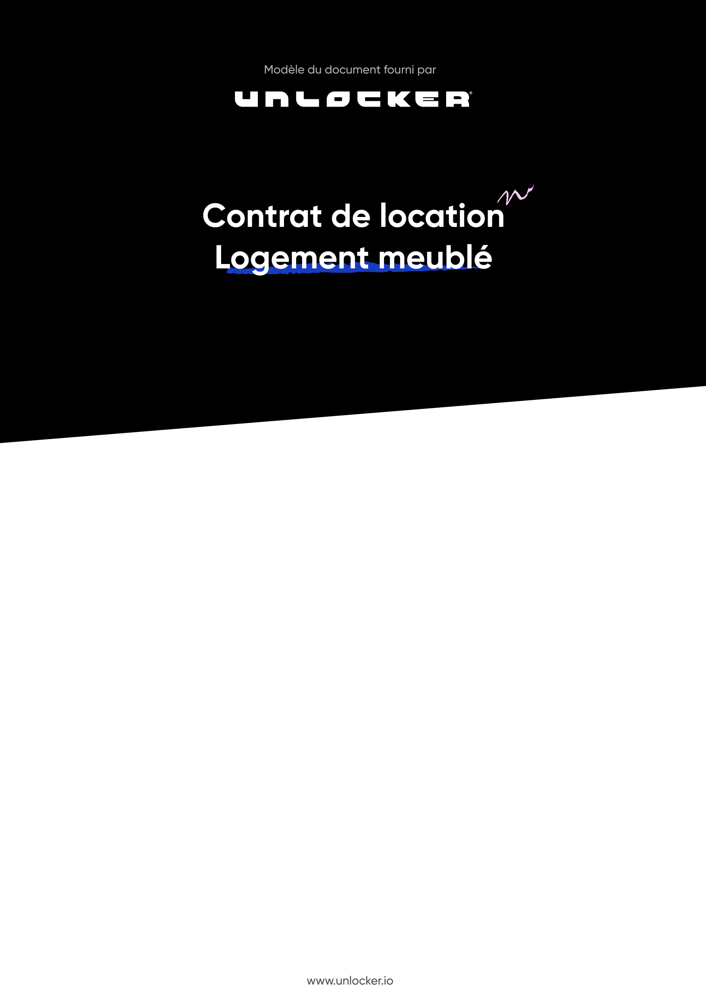 Modèle du document fourni par
UNLOCKER®
Contrat de location
Logement meublé
www.unlocker.io